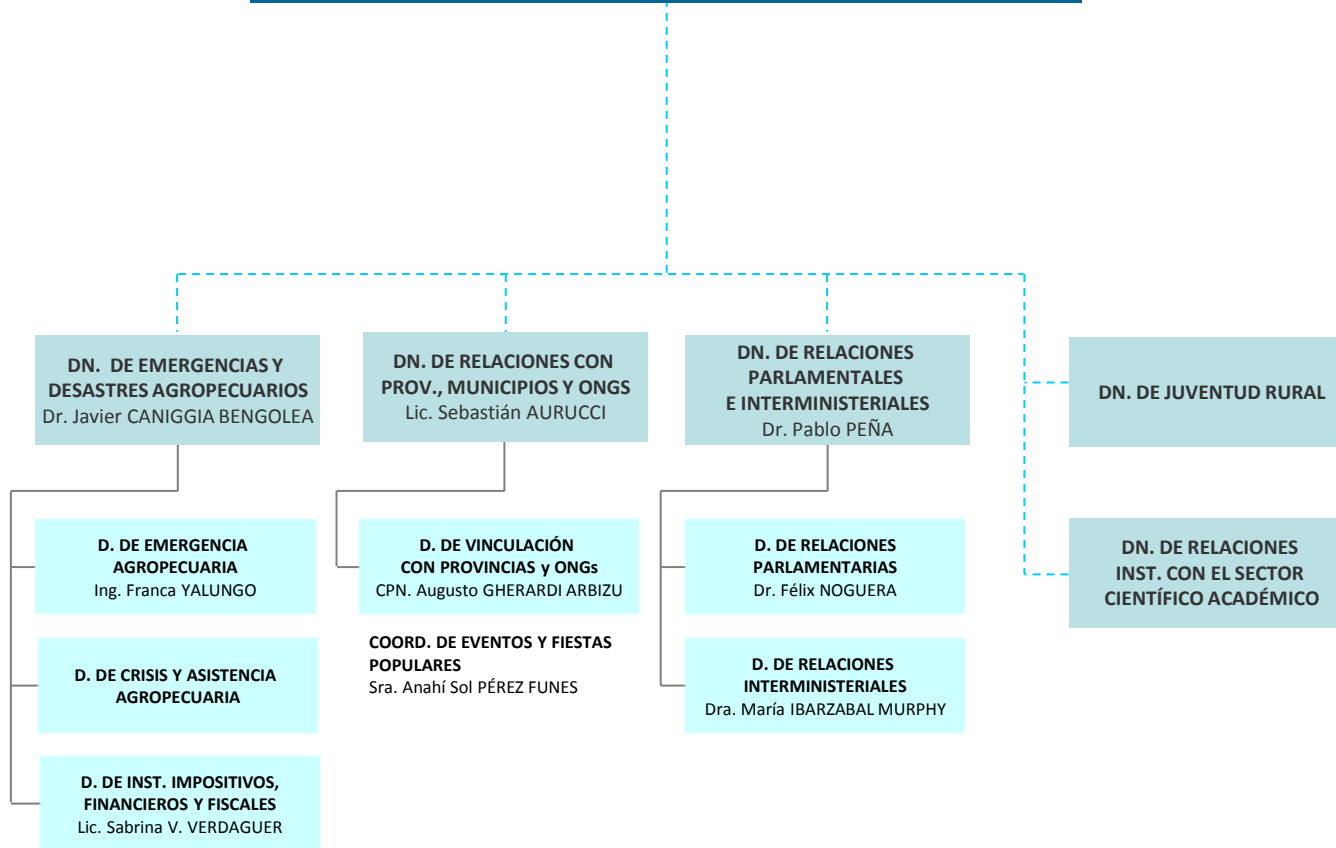 DN. DE EMERGENCIAS Y
DESASTRES AGROPECUARIOS
Dr. Javier CANIGGIA BENGOLEA
DN. DE RELACIONES CON
PROV., MUNICIPIOS Y ONGS
Lic. Sebastián AURUCCI
DN. DE RELACIONES
PARLAMENTALES
E INTERMINISTERIALES
Dr. Pablo PEÑA
DN. DE JUVENTUD RURAL
D. DE EMERGENCIA
AGROPECUARIA
Ing. Franca YALUNGO
D. DE VINCULACIÓN
CON PROVINCIAS y ONGs
CPN. Augusto GHERARDI ARBIZU
D. DE RELACIONES
PARLAMENTARIAS
Dr. Félix NOGUERA
DN. DE RELACIONES
INST. CON EL SECTOR
CIENTÍFICO ACADÉMICO
D. DE CRISIS Y ASISTENCIA
AGROPECUARIA
COORD. DE EVENTOS Y FIESTAS
POPULARES
Sra. Anahí Sol PÉREZ FUNES
D. DE RELACIONES
INTERMINISTERIALES
Dra. María IBARZABAL MURPHY
D. DE INST. IMPOSITIVOS,
FINANCIEROS Y FISCALES
Lic. Sabrina V. VERDAGUER